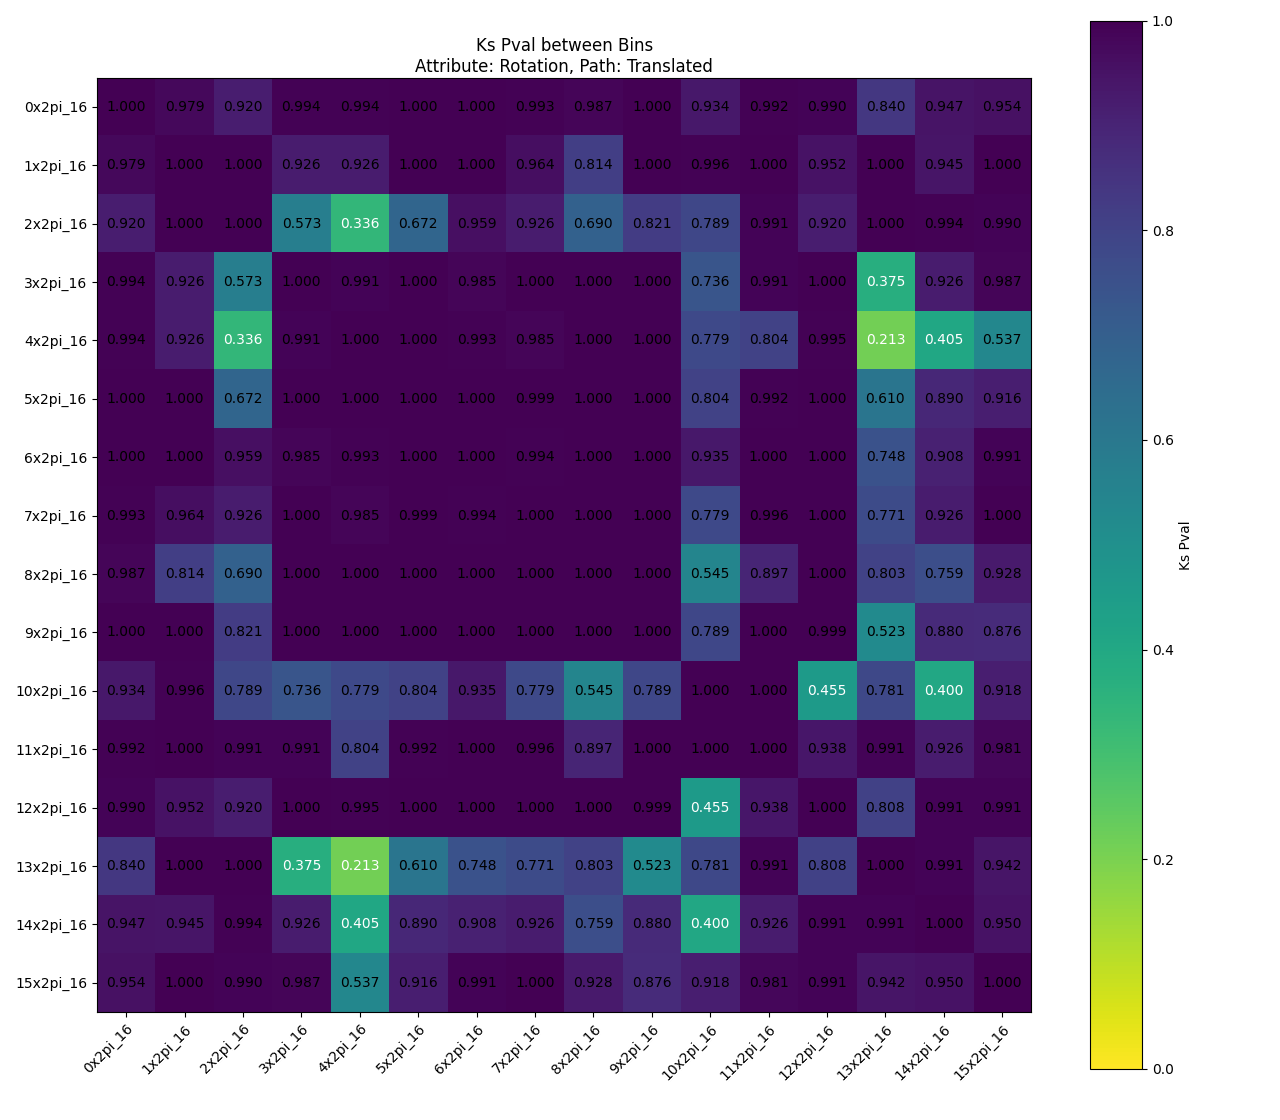 Ks Pval between Bins
Attribute: Rotation, Path: Translated
0x2pi_16 1.000 0.979 0.920 0.994 0.994 1.000 1.000 0.993 0.987 1.000 0.934 0.992 0.990 0.840 0.947 0.954
1x2pi_16 0.979 1.000 1.000 0.926 0.926 1.000 1.000 0.964 0.814 1.000 0.996 1.000 0.952 1.000 0.945 1.000
2x2pi_16 0.920 1.000 1.000 0.573 0.336 0.672 0.959 0.926 0.690 0.821 0.789 0.991 0.920 1.000 0.994 0.990
3x2pi_16 0.994 0.926 0.573 1.000 0.991 1.000 0.985 1.000 1.000 1.000 0.736 0.991 1.000 0.375 0.926 0.987
4x2pi_16 0.994 0.926 0.336 0.991 1.000 1.000 0.993 0.985 1.000 1.000 0.779 0.804 0.995 0.213 0.405 0.537
5x2pi_16 1.000 1.000 0.672 1.000 1.000 1.000 1.000 0.999 1.000 1.000 0.804 0.992 1.000 0.610 0.890 0.916
6x2pi_16 1.000 1.000 0.959 0.985 0.993 1.000 1.000 0.994 1.000 1.000 0.935 1.000 1.000 0.748 0.908 0.991
7x2pi_16 0.993 0.964 0.926 1.000 0.985 0.999 0.994 1.000 1.000 1.000 0.779 0.996 1.000 0.771 0.926 1.000
8x2pi_16 0.987 0.814 0.690 1.000 1.000 1.000 1.000 1.000 1.000 1.000 0.545 0.897 1.000 0.803 0.759 0.928
9x2pi_16 1.000 1.000 0.821 1.000 1.000 1.000 1.000 1.000 1.000 1.000 0.789 1.000 0.999 0.523 0.880 0.876
10x2pi_16 0.934 0.996 0.789 0.736 0.779 0.804 0.935 0.779 0.545 0.789 1.000 1.000 0.455 0.781 0.400 0.918
11x2pi_16 0.992 1.000 0.991 0.991 0.804 0.992 1.000 0.996 0.897 1.000 1.000 1.000 0.938 0.991 0.926 0.981
12x2pi_16 0.990 0.952 0.920 1.000 0.995 1.000 1.000 1.000 1.000 0.999 0.455 0.938 1.000 0.808 0.991 0.991
13x2pi_16 0.840 1.000 1.000 0.375 0.213 0.610 0.748 0.771 0.803 0.523 0.781 0.991 0.808 1.000 0.991 0.942
14x2pi_16 0.947 0.945 0.994 0.926 0.405 0.890 0.908 0.926 0.759 0.880 0.400 0.926 0.991 0.991 1.000 0.950
15x2pi_16 0.954 1.000 0.990 0.987 0.537 0.916 0.991 1.000 0.928 0.876 0.918 0.981 0.991 0.942 0.950 1.000
0x2pi_16 1x2pi_16 2x2pi_16 3x2pi_16 4x2pi_16 5x2pi_16 6x2pi_16 7x2pi_16 8x2pi_16 9x2pi_16 10x2pi_16 11x2pi_16 12x2pi_16 13x2pi_16 14x2pi_16 15x2pi_16
1.0
0.8
0.6
0.4
0.2
0.0
Ks Pval